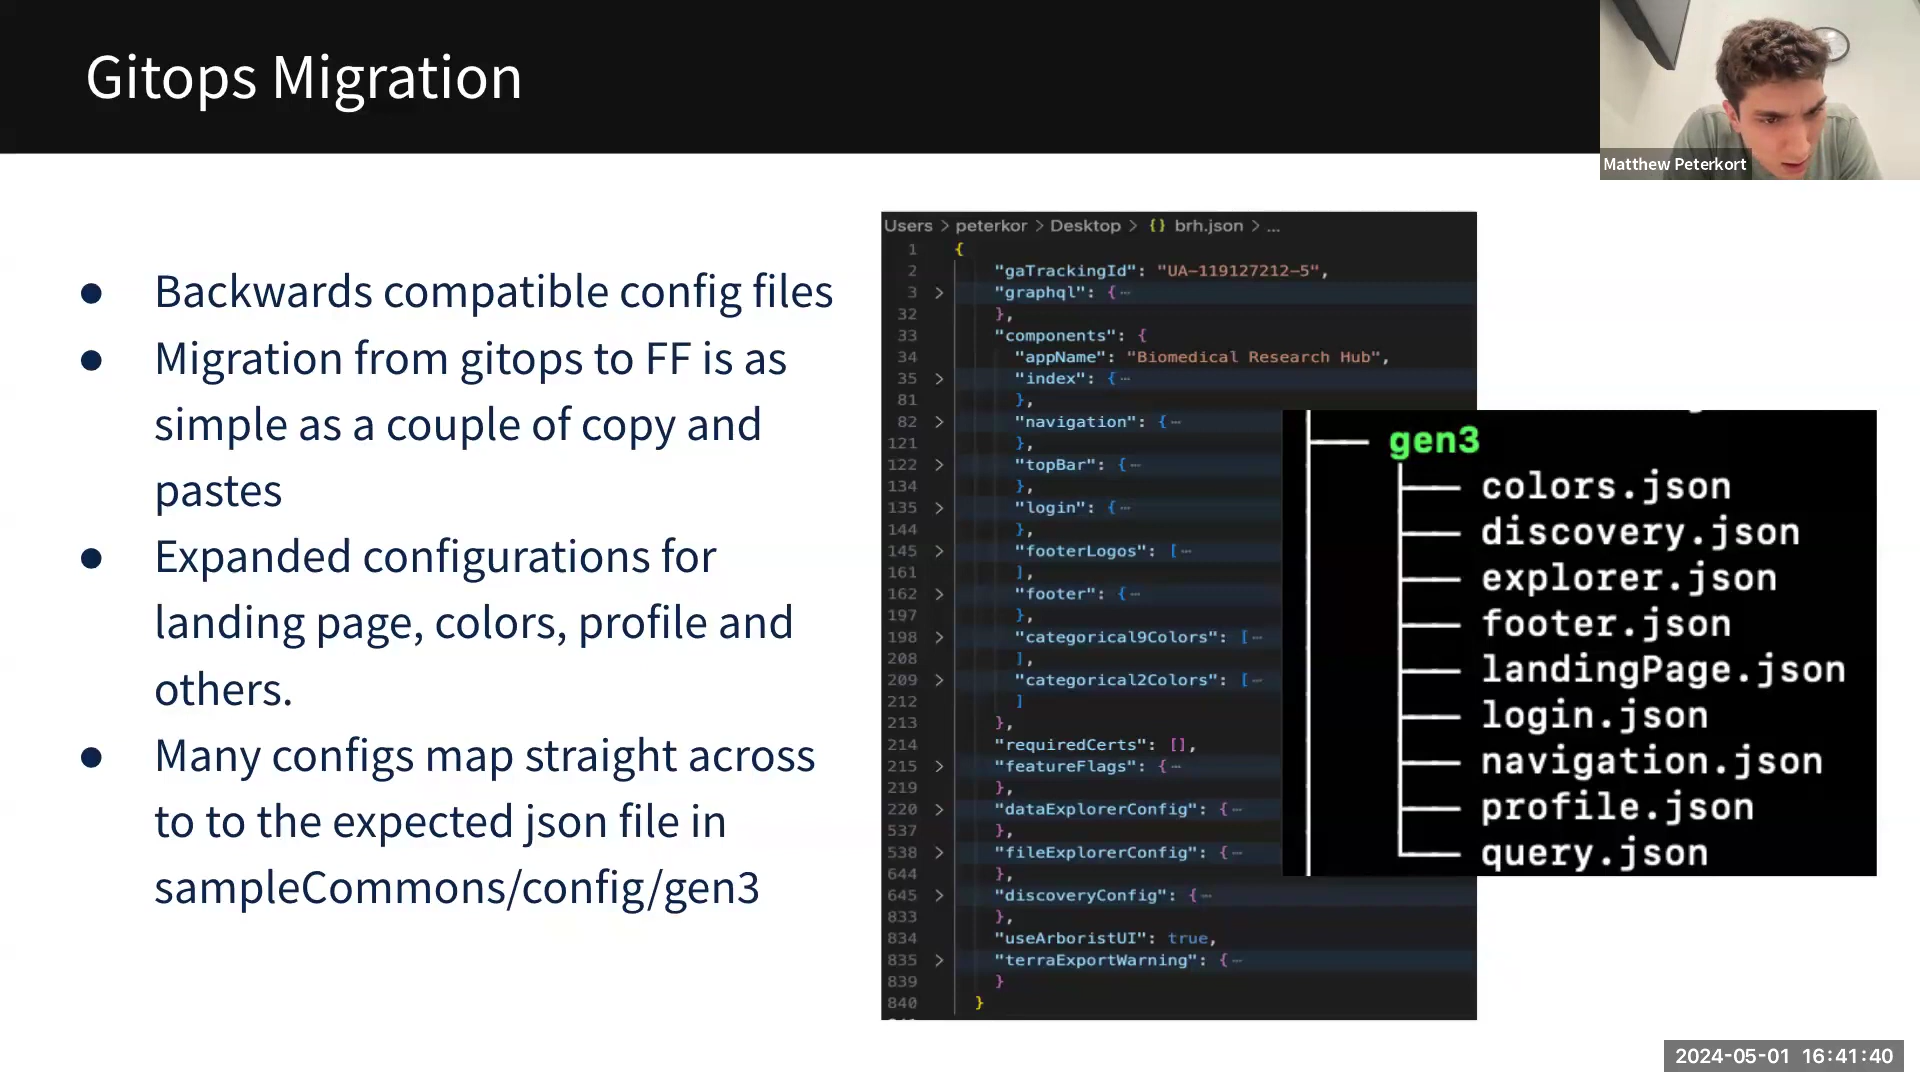 Gitops Migration
Matthew Peterkort
● Backwards compatible config files
● Migration from gitops to FF is as
simple as a couple of copy and
pastes
● Expanded configurations for
landing page, colors, profile and
others.
● Many configs map straight across
to to the expected json file in
sampleCommons/config/gen3
Users > peterkor > Desktop > {} brh.json > ...
1 {
2 "gaTrackingId": "UA-119127212-5",
3 > "graphql": {⋯
32 },
33 "components": {
34 "appName": "Biomedical Research Hub",
35 > "index": {⋯
81 },
82 > "navigation": {⋯
121 },
122 > "topBar": {⋯
134 },
135 > "login": {⋯
144 },
145 > "footerLogos": [⋯
161 ],
162 > "footer": {⋯
197 },
198 > "categorical9Colors": [⋯
208 ],
209 > "categorical2Colors": [⋯
212 ]
213 },
214 "requiredCerts": [],
215 > "featureFlags": {⋯
219 },
220 > "dataExplorerConfig": {⋯
537 },
538 > "fileExplorerConfig": {⋯
644 },
645 > "discoveryConfig": {⋯
833 },
834 "useArboristUI": true,
835 > "terraExportWarning": {⋯
839 }
840 }
gen3
colors.json
discovery.json
explorer.json
footer.json
landingPage.json
login.json
navigation.json
profile.json
query.json
2024-05-01 16:41:40